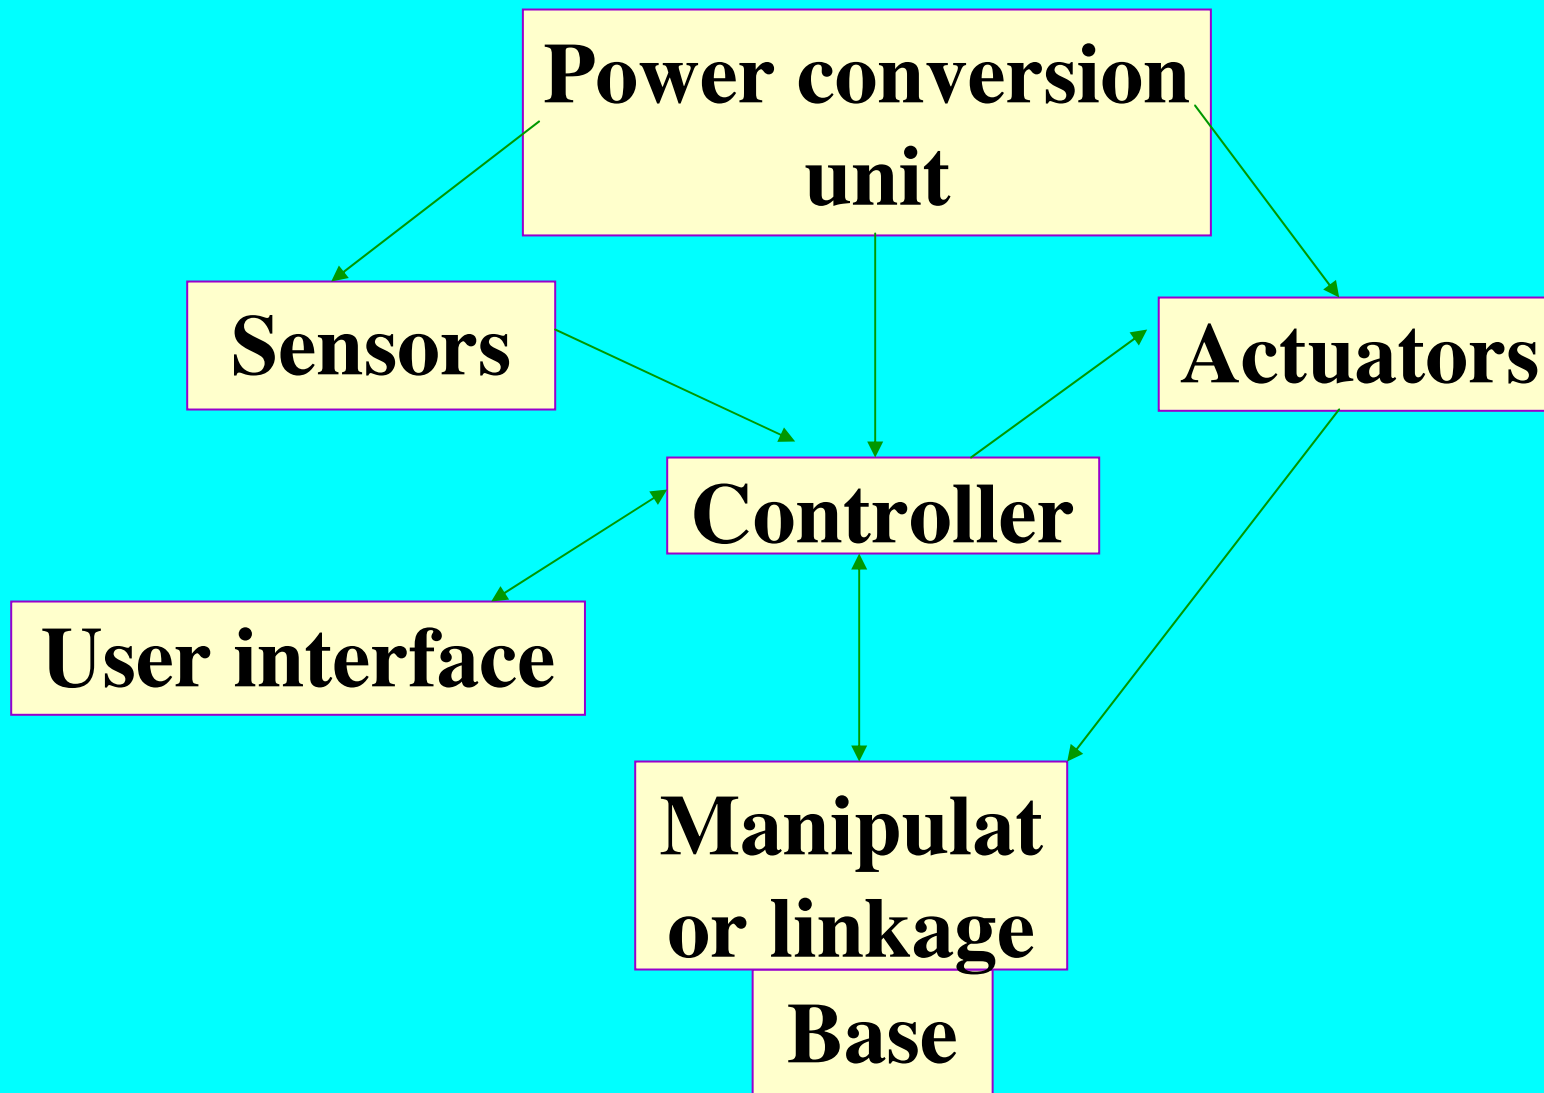 Power conversion
unit
Sensors
Actuators
Controller
User interface
Manipulat
or linkage
Base